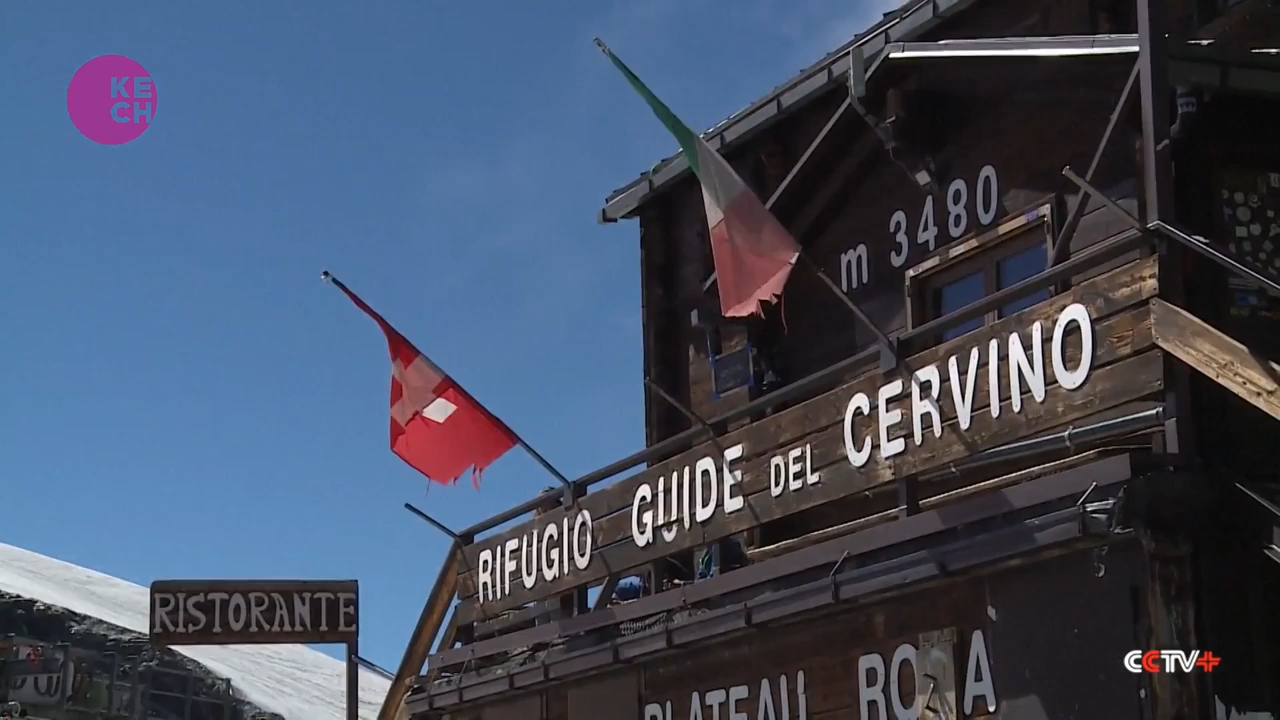 KE
CH
m 3480
RIFUGIO GUIDE DEL CERVINO
RISTORANTE
PLATEAU ROSA
CCTV+